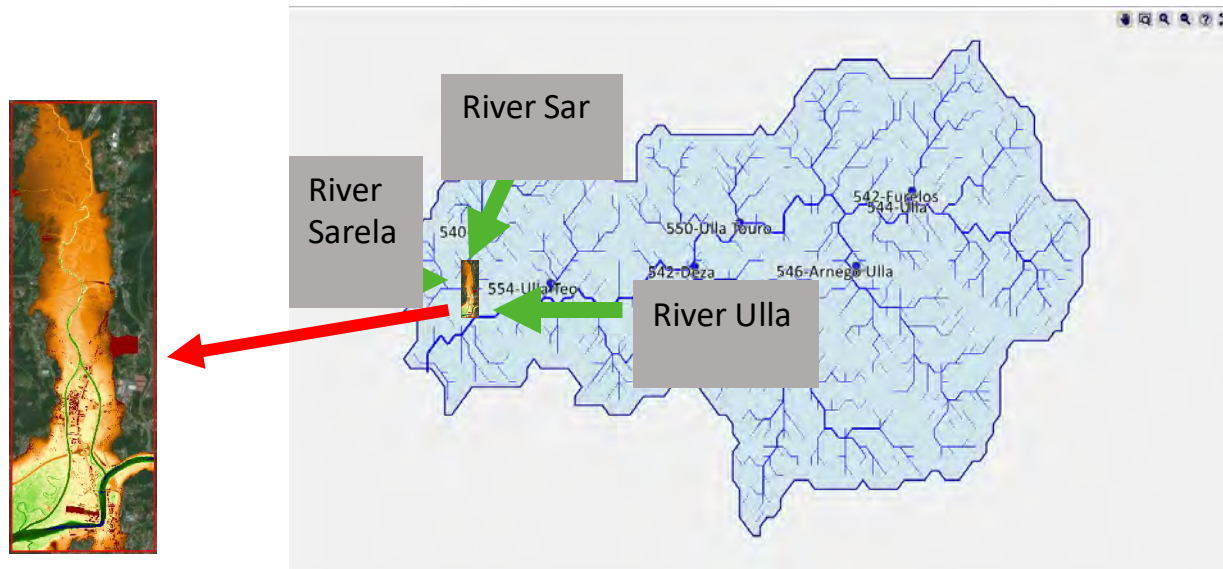 River Sar
River
Sarela
542-Furelos
544-Ulla
550-Ulla Touro
540-
542-Deza
546-Arnego Ulla
554-Ulla Teo
River Ulla